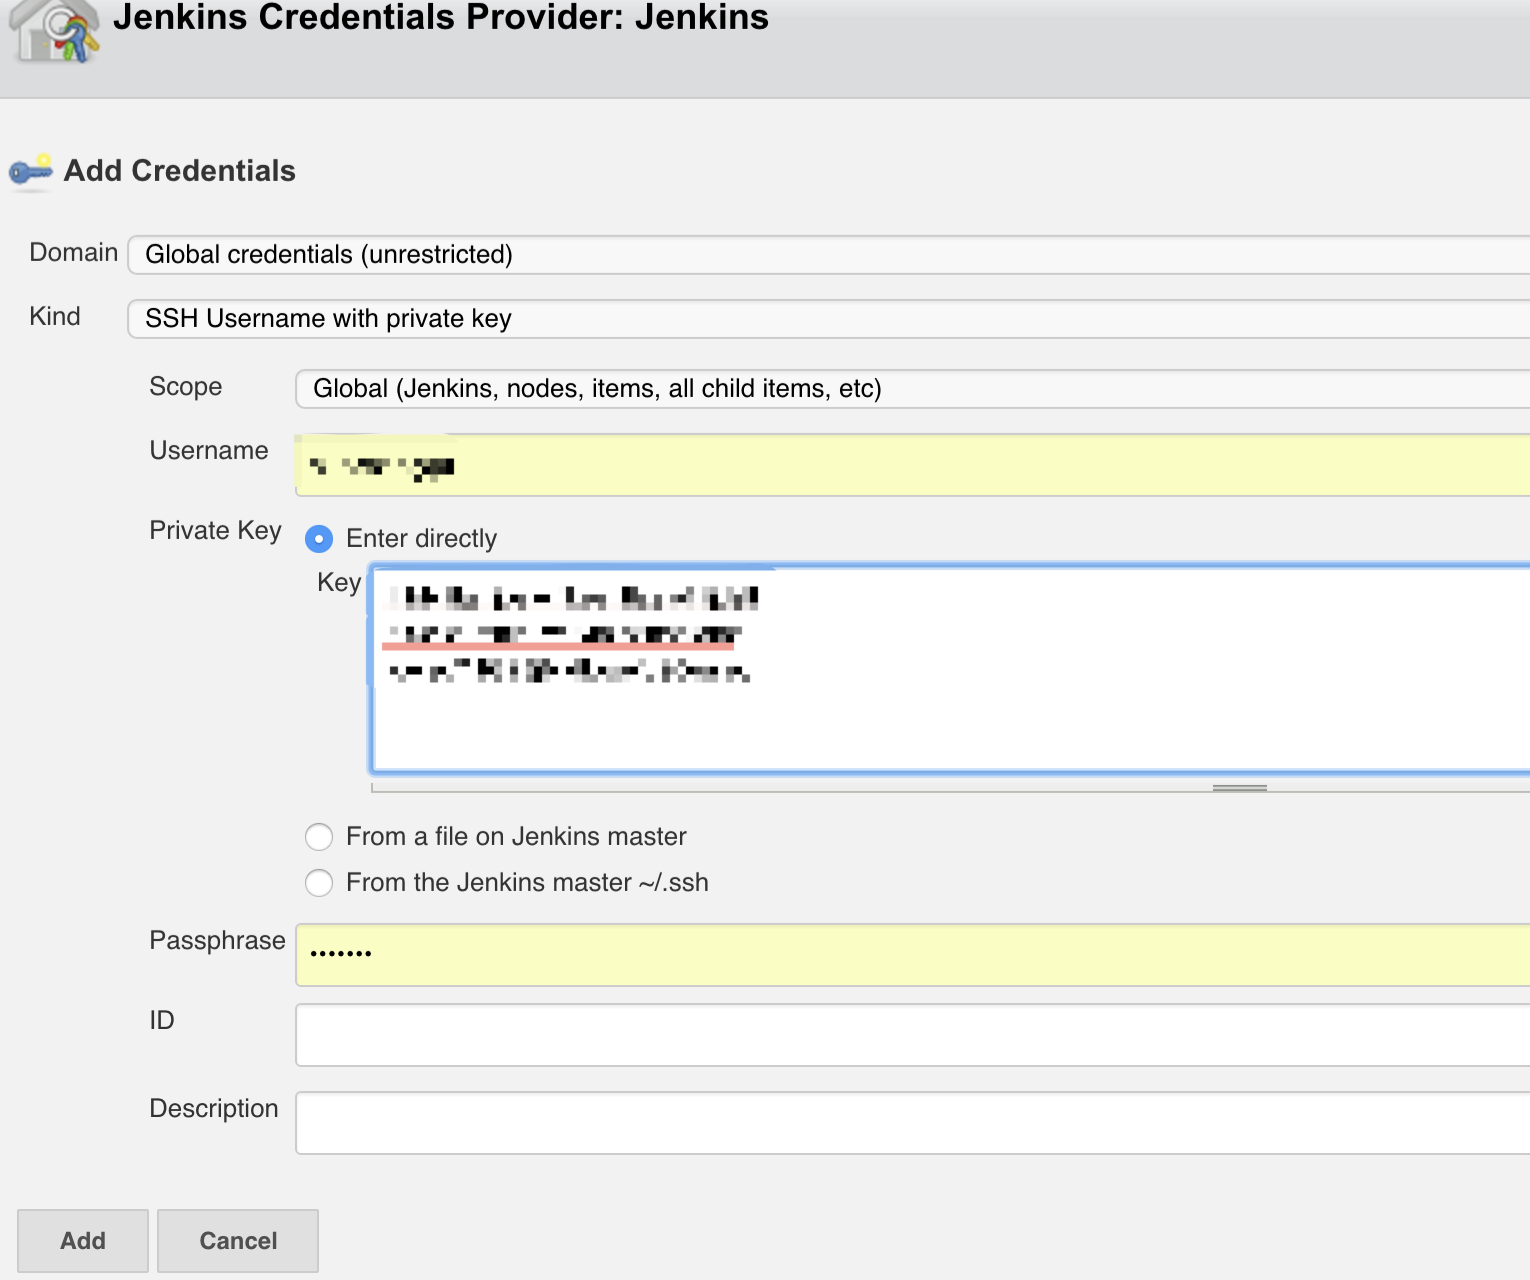 Jenkins Credentials Provider: Jenkins
Add Credentials
Domain Global credentials (unrestricted)
Kind SSH Username with private key
Scope Global (Jenkins, nodes, items, all child items, etc)
Username
Private Key Enter directly
Key
From a file on Jenkins master
From the Jenkins master ~/.ssh
Passphrase •••••••
ID
Description
Add Cancel